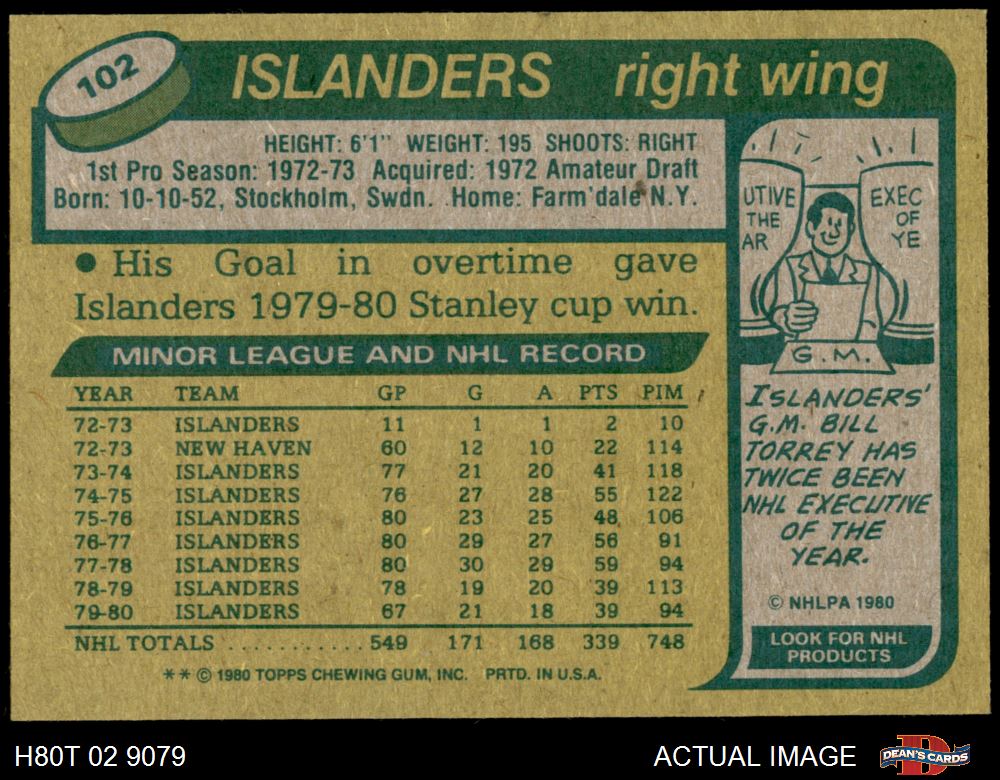 102
ISLANDERS right wing
HEIGHT: 6'1" WEIGHT: 195 SHOOTS: RIGHT
1st Pro Season: 1972-73 Acquired: 1972 Amateur Draft
Born: 10-10-52, Stockholm, Swdn. Home: Farm'dale N.Y.
• His Goal in overtime gave
Islanders 1979-80 Stanley cup win.
MINOR LEAGUE AND NHL RECORD
YEAR TEAM GP G A PTS PIM
72-73 ISLANDERS 11 1 1 2 10
72-73 NEW HAVEN 60 12 10 22 114
73-74 ISLANDERS 77 21 20 41 118
74-75 ISLANDERS 76 27 28 55 122
75-76 ISLANDERS 80 23 25 48 106
76-77 ISLANDERS 80 29 27 56 91
77-78 ISLANDERS 80 30 29 59 94
78-79 ISLANDERS 78 19 20 39 113
79-80 ISLANDERS 67 21 18 39 94
NHL TOTALS ............ 549 171 168 339 748
** © 1980 TOPPS CHEWING GUM, INC. PRTD. IN U.S.A.
UTIVE
THE
AR
EXEC
OF
YE
G.M.
ISLANDERS'
G.M. BILL
TORREY HAS
TWICE BEEN
NHL EXECUTIVE
OF THE
YEAR.
© NHLPA 1980
LOOK FOR NHL
PRODUCTS
H80T 02 9079
ACTUAL IMAGE
DEAN'S CARDS